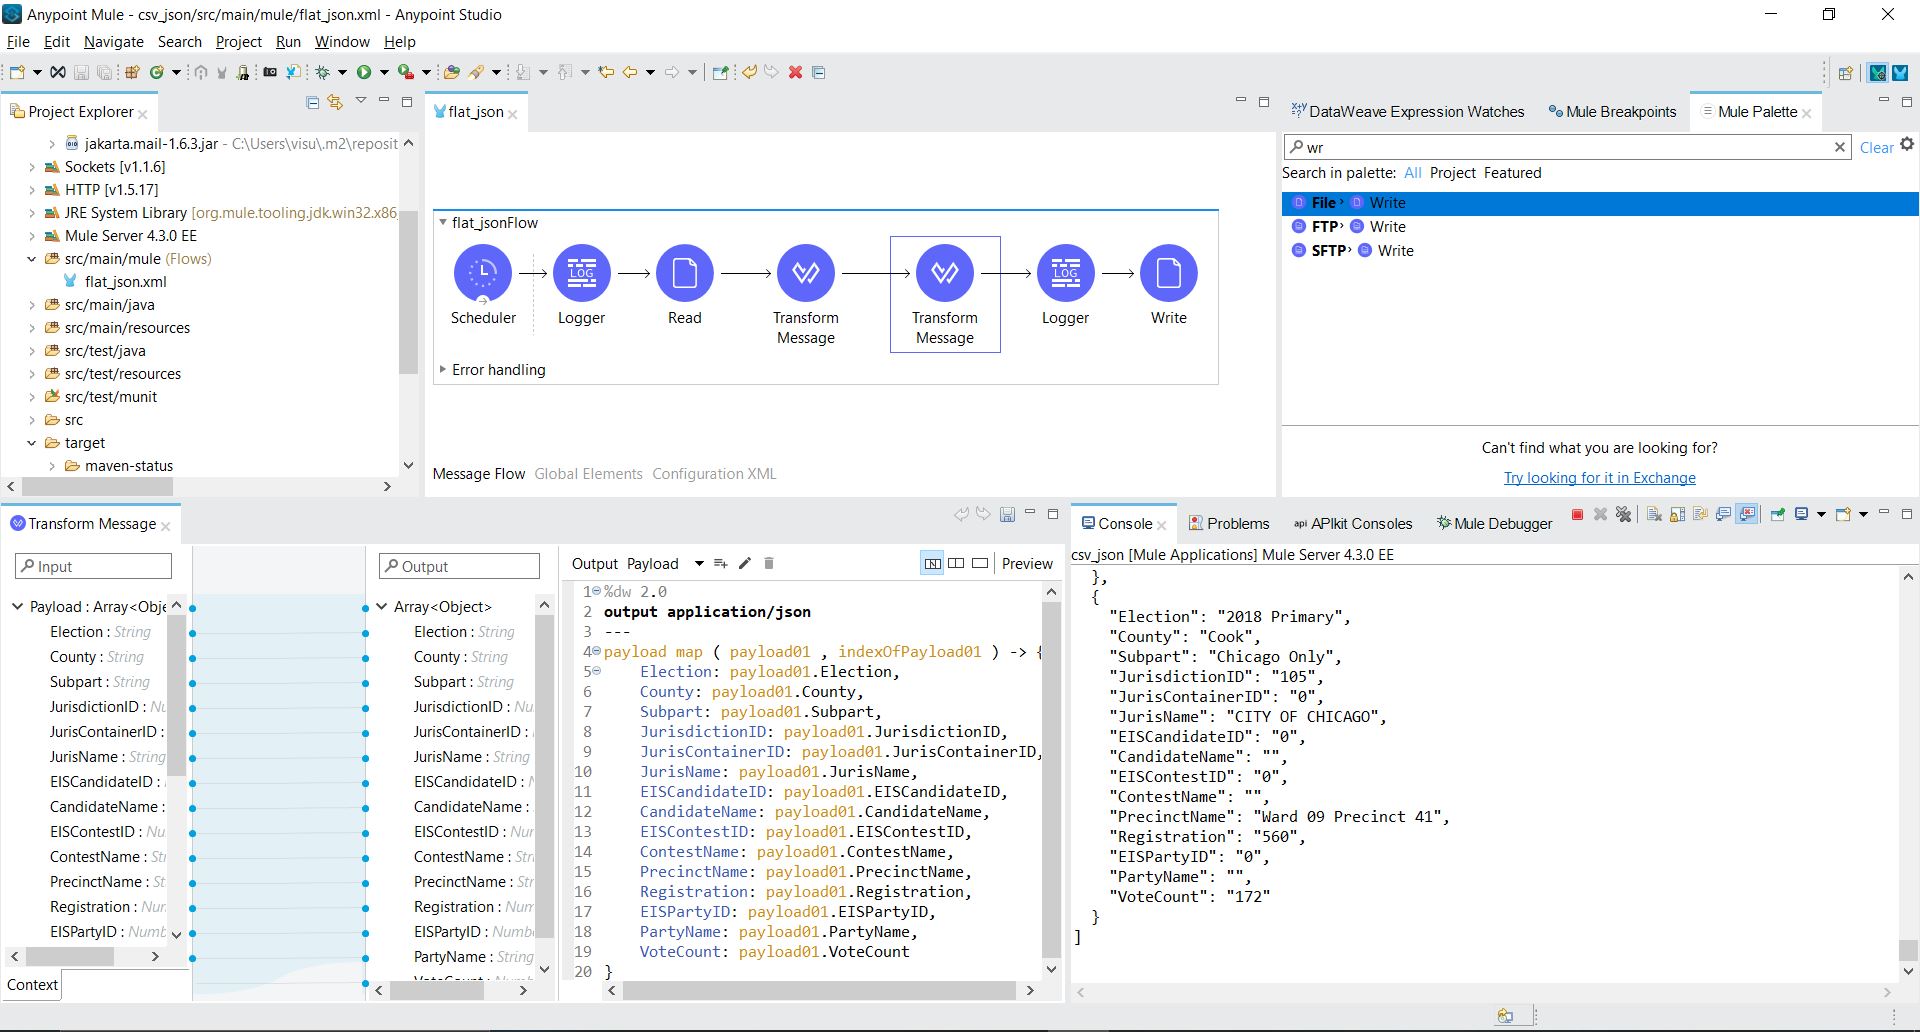 Anypoint Mule - csv_json/src/main/mule/flat_json.xml - Anypoint Studio
File Edit Navigate Search Project Run Window Help
Project Explorer
jakarta.mail-1.6.3.jar - C:\Users\visu\.m2\reposit
Sockets [v1.1.6]
HTTP [v1.5.17]
JRE System Library [org.mule.tooling.jdk.win32.x86
Mule Server 4.3.0 EE
src/main/mule (Flows)
flat_json.xml
src/main/java
src/main/resources
src/test/java
src/test/resources
src/test/munit
src
target
maven-status
flat_json
flat_jsonFlow
LOG
LOG
Scheduler
Logger
Read
Transform Message
Transform Message
Logger
Write
Error handling
Message Flow Global Elements Configuration XML
DataWeave Expression Watches Mule Breakpoints Mule Palette
wr
Clear
Search in palette: All Project Featured
File Write
FTP Write
SFTP Write
Can't find what you are looking for?
Try looking for it in Exchange
Transform Message
Input
Payload : Array<Obje
Election : String
County : String
Subpart : String
JurisdictionID : Nu
JurisContainerID :
JurisName : String
EISCandidateID :
CandidateName :
EISContestID : Nu
ContestName : Str
PrecinctName : St
Registration : Nun
EISPartyID : Numb
Context
Output
Array<Object>
Election : String
County : String
Subpart : String
JurisdictionID : Nu
JurisContainerID :
JurisName : String
EISCandidateID : N
CandidateName :
EISContestID : Nur
ContestName : Str
PrecinctName : Str
Registration : Num
EISPartyID : Numbe
PartyName : String
Output Payload Preview
1 %dw 2.0
2 output application/json
3 ---
4 payload map ( payload01 , indexOfPayload01 ) -> {
5 Election: payload01.Election,
6 County: payload01.County,
7 Subpart: payload01.Subpart,
8 JurisdictionID: payload01.JurisdictionID,
9 JurisContainerID: payload01.JurisContainerID,
10 JurisName: payload01.JurisName,
11 EISCandidateID: payload01.EISCandidateID,
12 CandidateName: payload01.CandidateName,
13 EISContestID: payload01.EISContestID,
14 ContestName: payload01.ContestName,
15 PrecinctName: payload01.PrecinctName,
16 Registration: payload01.Registration,
17 EISPartyID: payload01.EISPartyID,
18 PartyName: payload01.PartyName,
19 VoteCount: payload01.VoteCount
20 }
Console Problems api APIkit Consoles Mule Debugger
csv_json [Mule Applications] Mule Server 4.3.0 EE
},
{
"Election": "2018 Primary",
"County": "Cook",
"Subpart": "Chicago Only",
"JurisdictionID": "105",
"JurisContainerID": "0",
"JurisName": "CITY OF CHICAGO",
"EISCandidateID": "0",
"CandidateName": "",
"EISContestID": "0",
"ContestName": "",
"PrecinctName": "Ward 09 Precinct 41",
"Registration": "560",
"EISPartyID": "0",
"PartyName": "",
"VoteCount": "172"
}
]